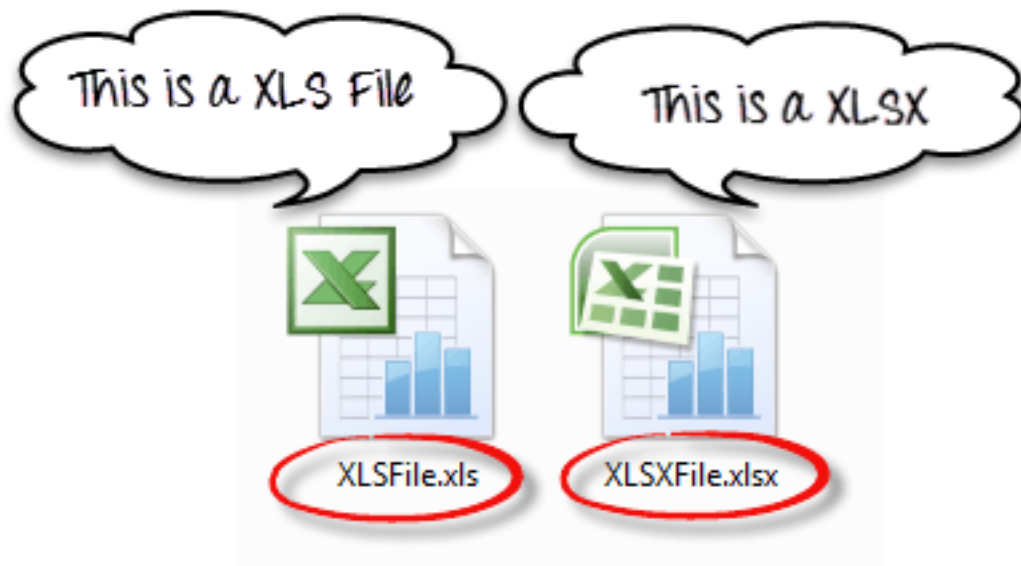 This is a XLS File
This is a XLSX
XLSFile.xls
XLSXFile.xlsx